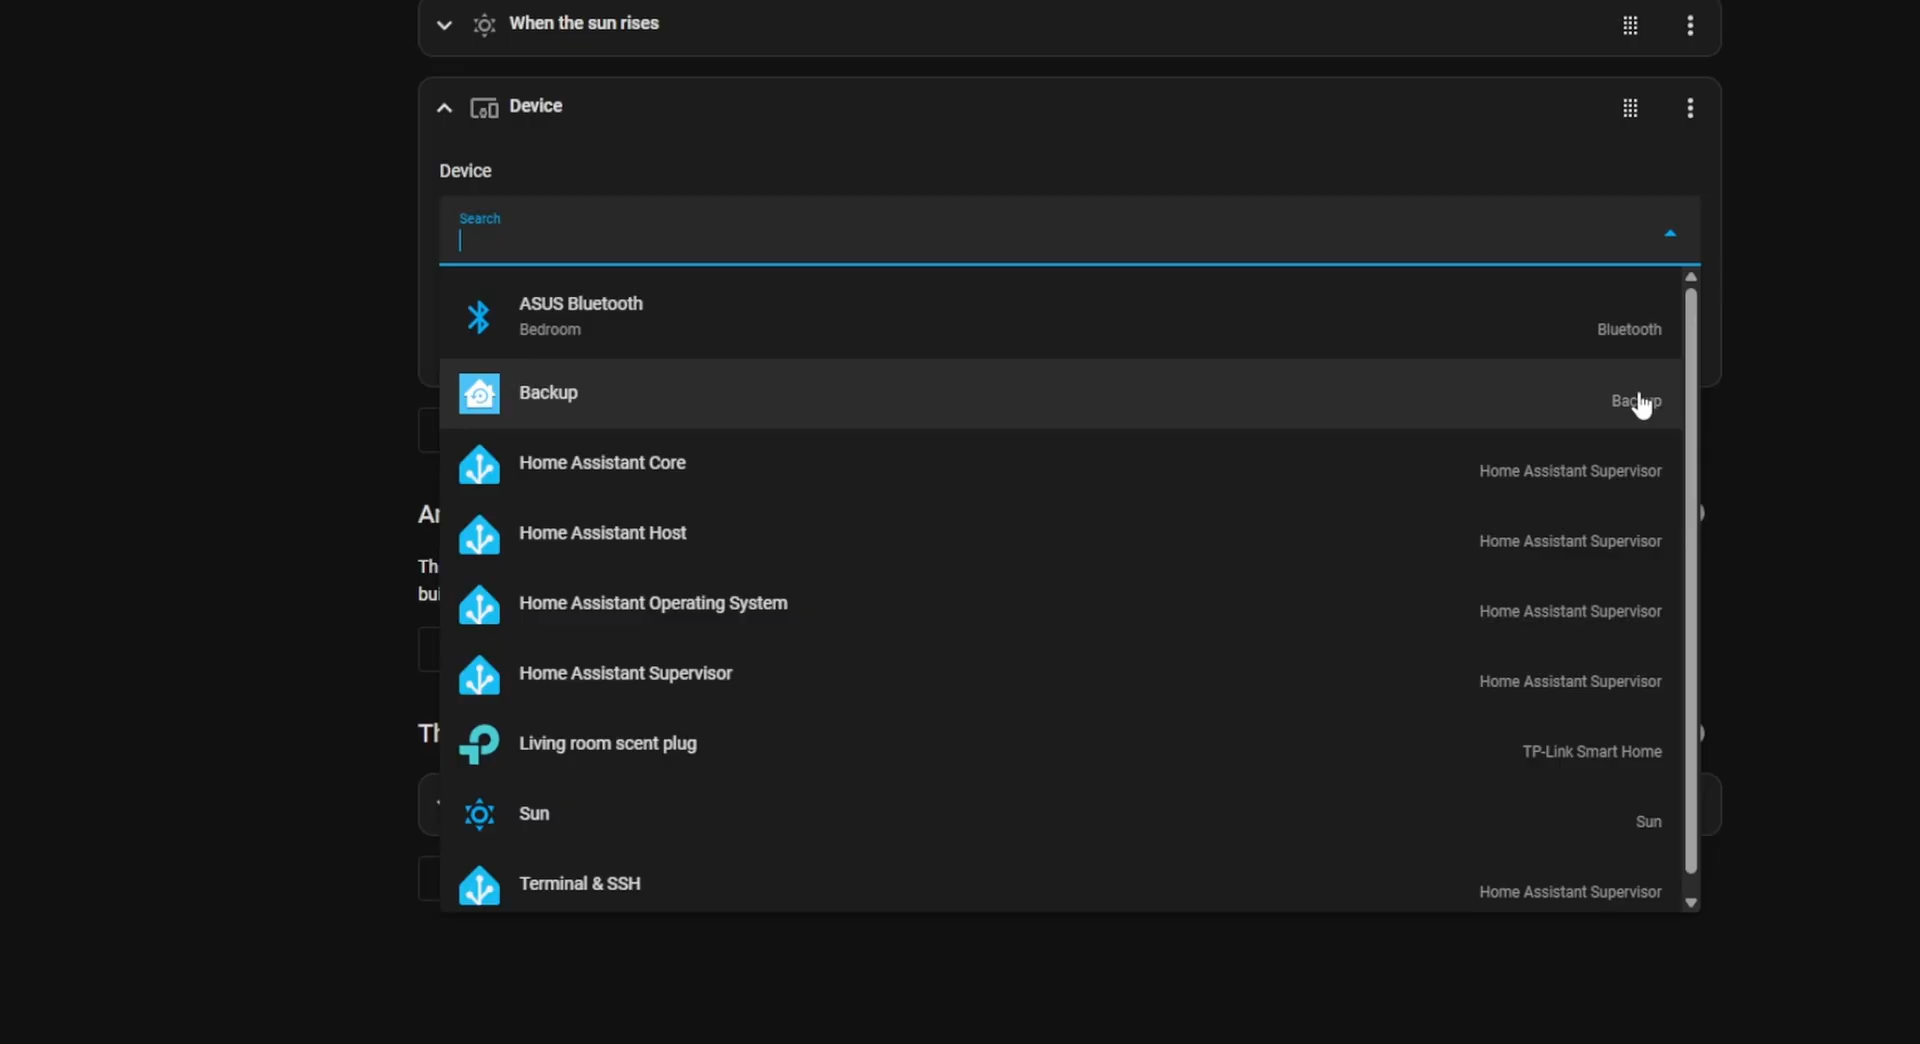 When the sun rises
Device
Device
Search
ASUS Bluetooth
Bedroom
Bluetooth
Backup
Home Assistant Core
Home Assistant Supervisor
Home Assistant Host
Home Assistant Supervisor
Home Assistant Operating System
Home Assistant Supervisor
Home Assistant Supervisor
Home Assistant Supervisor
Living room scent plug
TP-Link Smart Home
Sun
Sun
Terminal & SSH
Home Assistant Supervisor